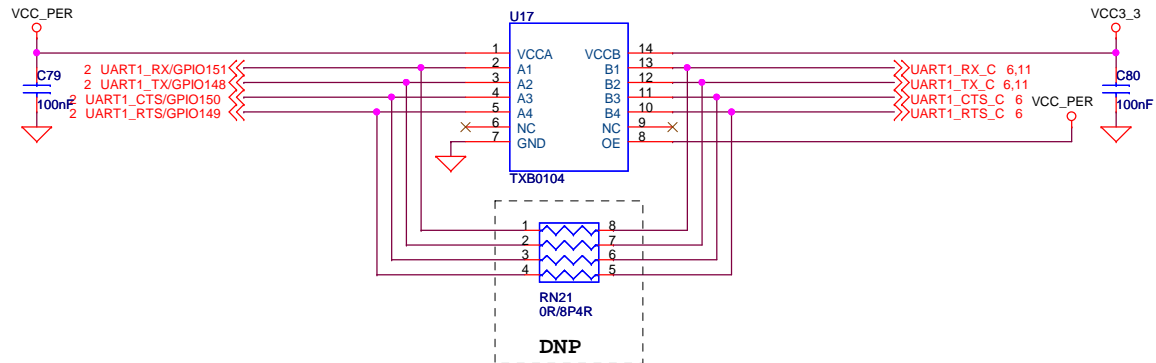 VCC_PER
U17
VCC3_3
1 VCCA VCCB 14
2 UART1_RX/GPIO151 2 A1 B1 13 UART1_RX_C 6,11
2 UART1_TX/GPIO148 3 A2 B2 12 UART1_TX_C 6,11
2 UART1_CTS/GPIO150 4 A3 B3 11 UART1_CTS_C 6
2 UART1_RTS/GPIO149 5 A4 B4 10 UART1_RTS_C 6
C79
100nF
C80
100nF
VCC_PER
6 NC NC 9
7 GND OE 8
TXB0104
1 8
2 7
3 6
4 5
RN21
0R/8P4R
DNP